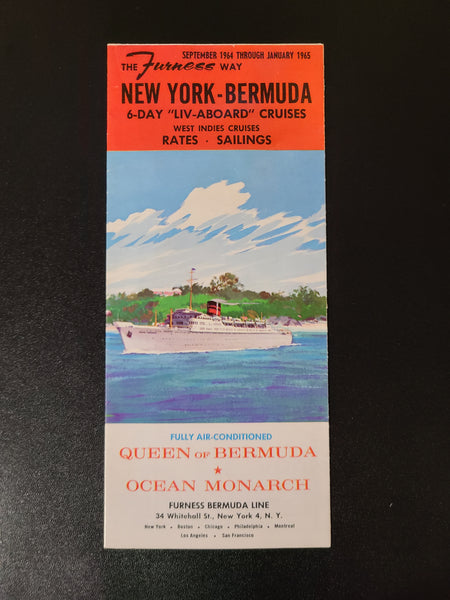 SEPTEMBER 1964 THROUGH JANUARY 1965
THE Furness WAY
NEW YORK-BERMUDA
6-DAY "LIV-ABOARD" CRUISES
WEST INDIES CRUISES
RATES · SAILINGS
FULLY AIR-CONDITIONED
QUEEN OF BERMUDA
★
OCEAN MONARCH
FURNESS BERMUDA LINE
34 Whitehall St., New York 4, N. Y.
New York • Boston • Chicago • Philadelphia • Montreal
Los Angeles • San Francisco